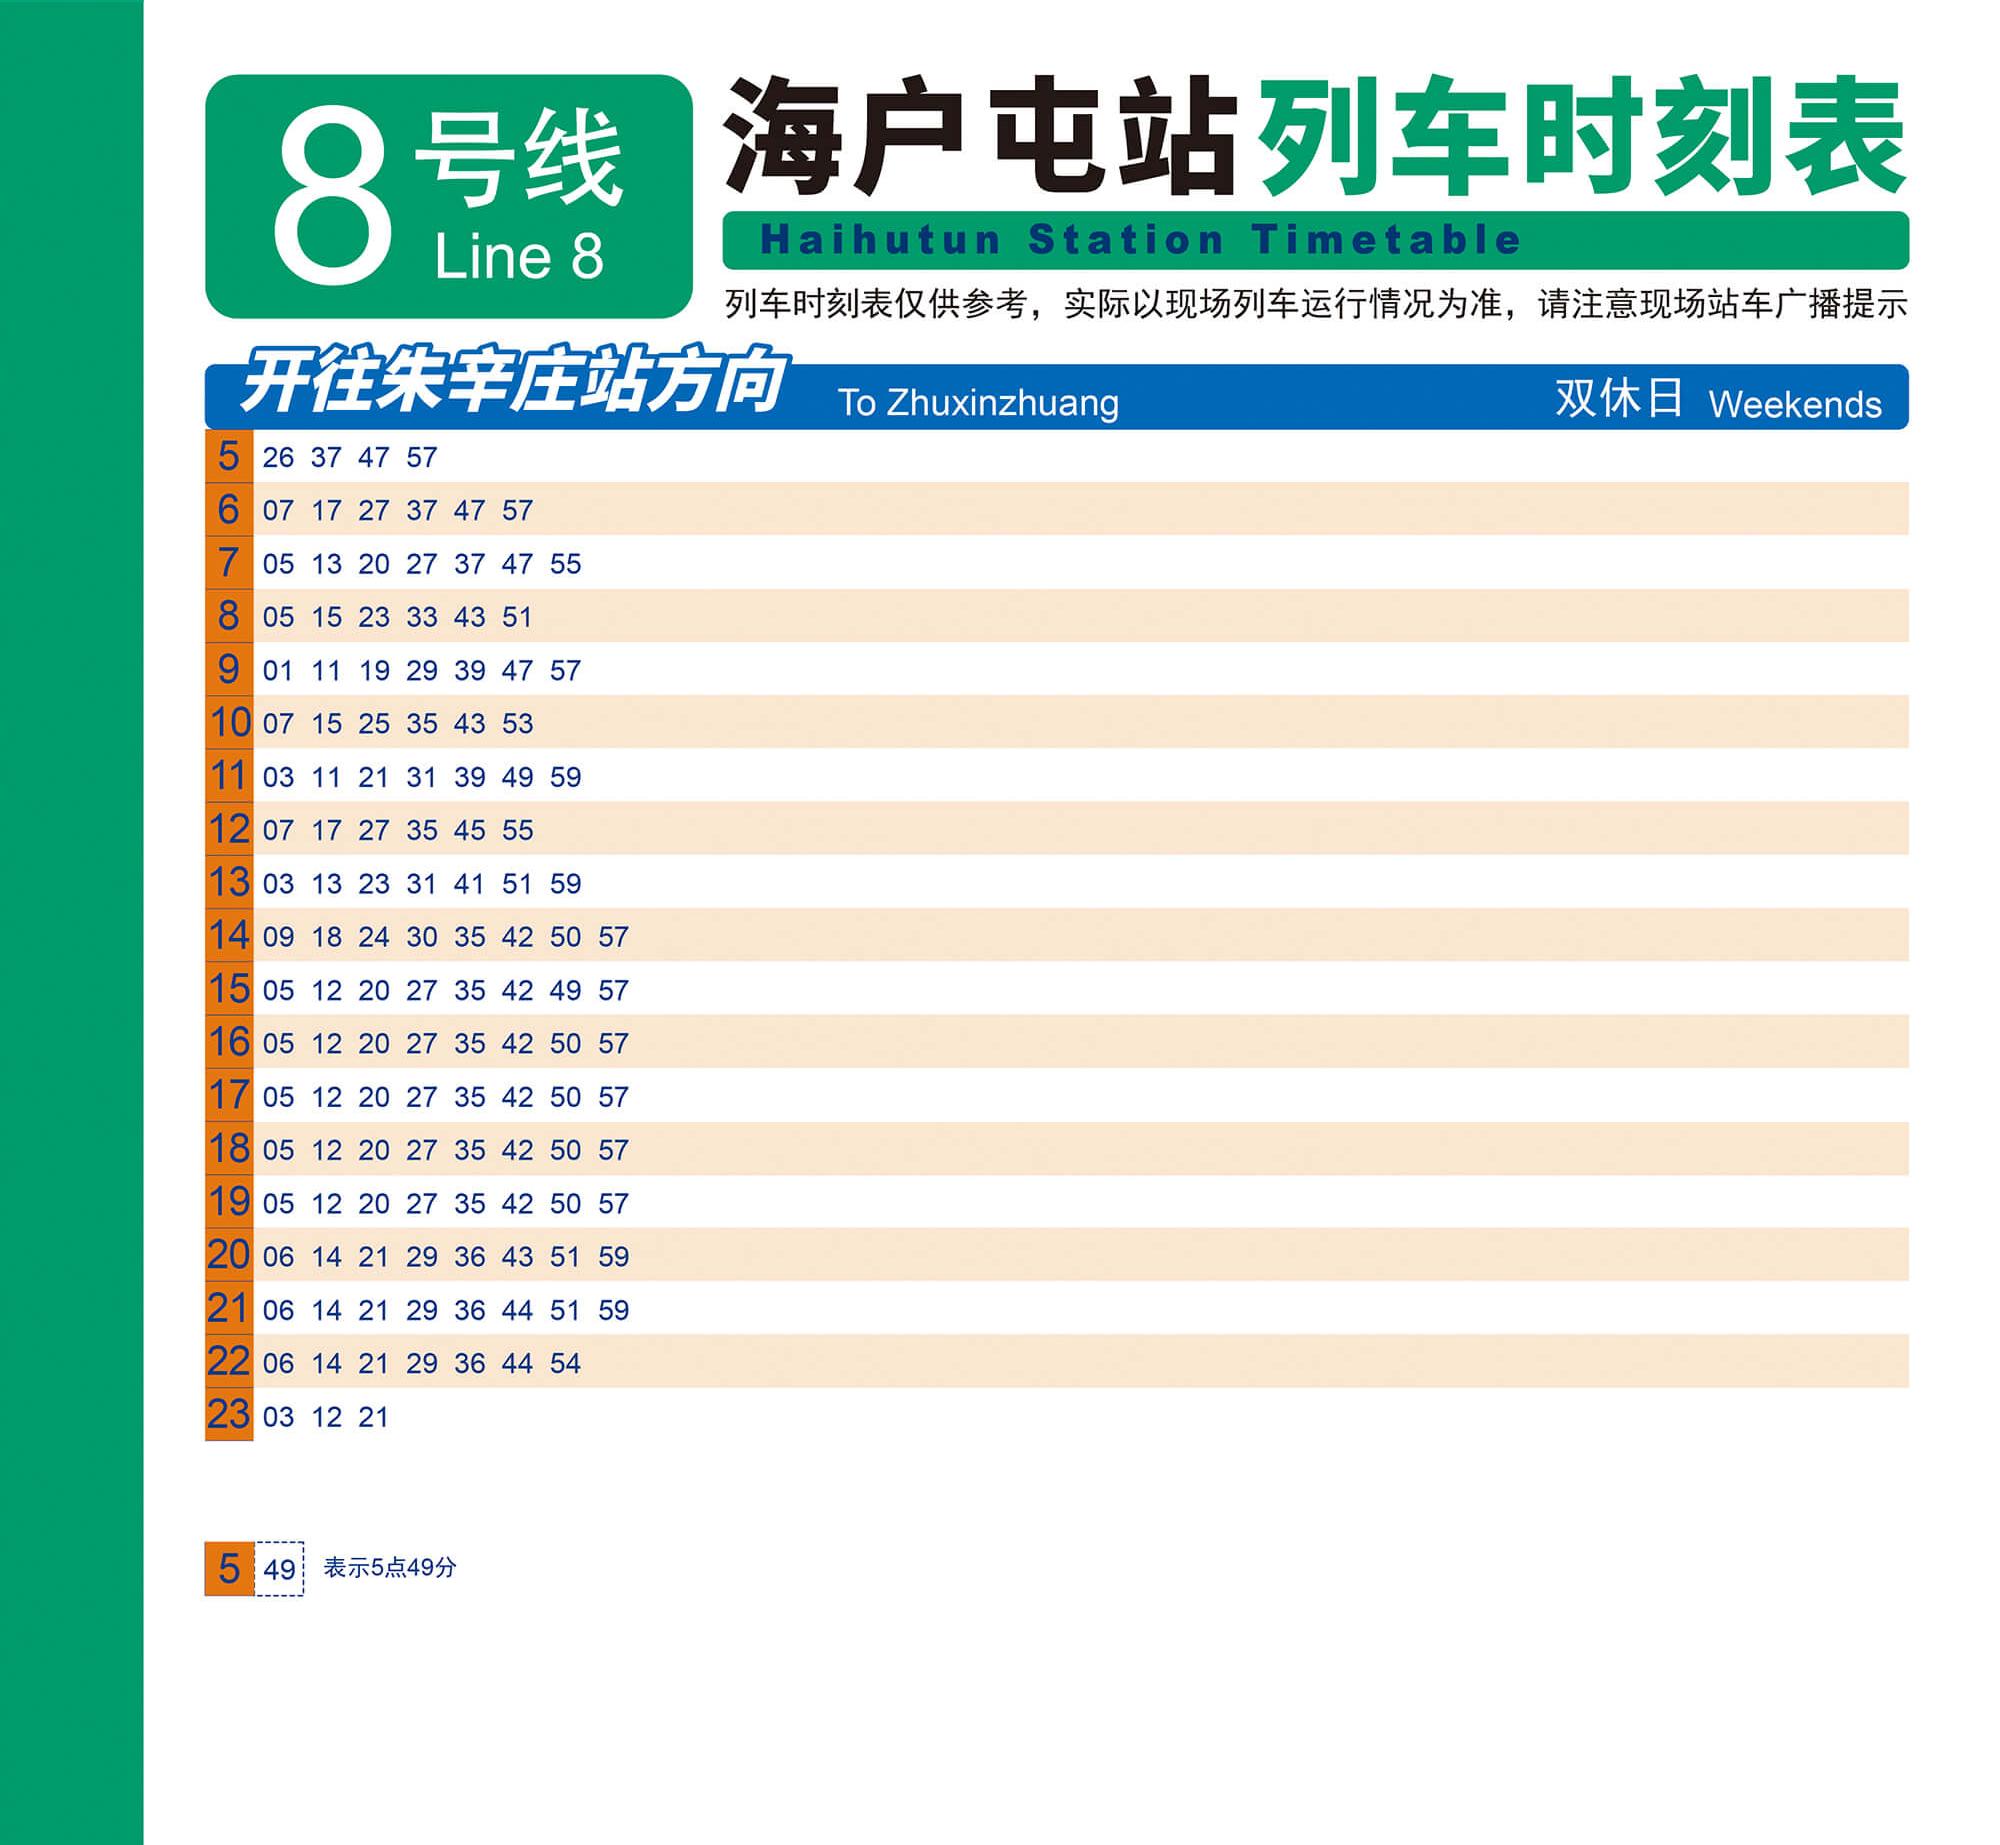 8号线
Line 8
海户屯站列车时刻表
Haihutun Station Timetable
列车时刻表仅供参考，实际以现场列车运行情况为准，请注意现场站车广播提示
开往朱辛庄站方向 To Zhuxinzhuang 双休日 Weekends
5 26 37 47 57
6 07 17 27 37 47 57
7 05 13 20 27 37 47 55
8 05 15 23 33 43 51
9 01 11 19 29 39 47 57
10 07 15 25 35 43 53
11 03 11 21 31 39 49 59
12 07 17 27 35 45 55
13 03 13 23 31 41 51 59
14 09 18 24 30 35 42 50 57
15 05 12 20 27 35 42 49 57
16 05 12 20 27 35 42 50 57
17 05 12 20 27 35 42 50 57
18 05 12 20 27 35 42 50 57
19 05 12 20 27 35 42 50 57
20 06 14 21 29 36 43 51 59
21 06 14 21 29 36 44 51 59
22 06 14 21 29 36 44 54
23 03 12 21
5 49 表示5点49分